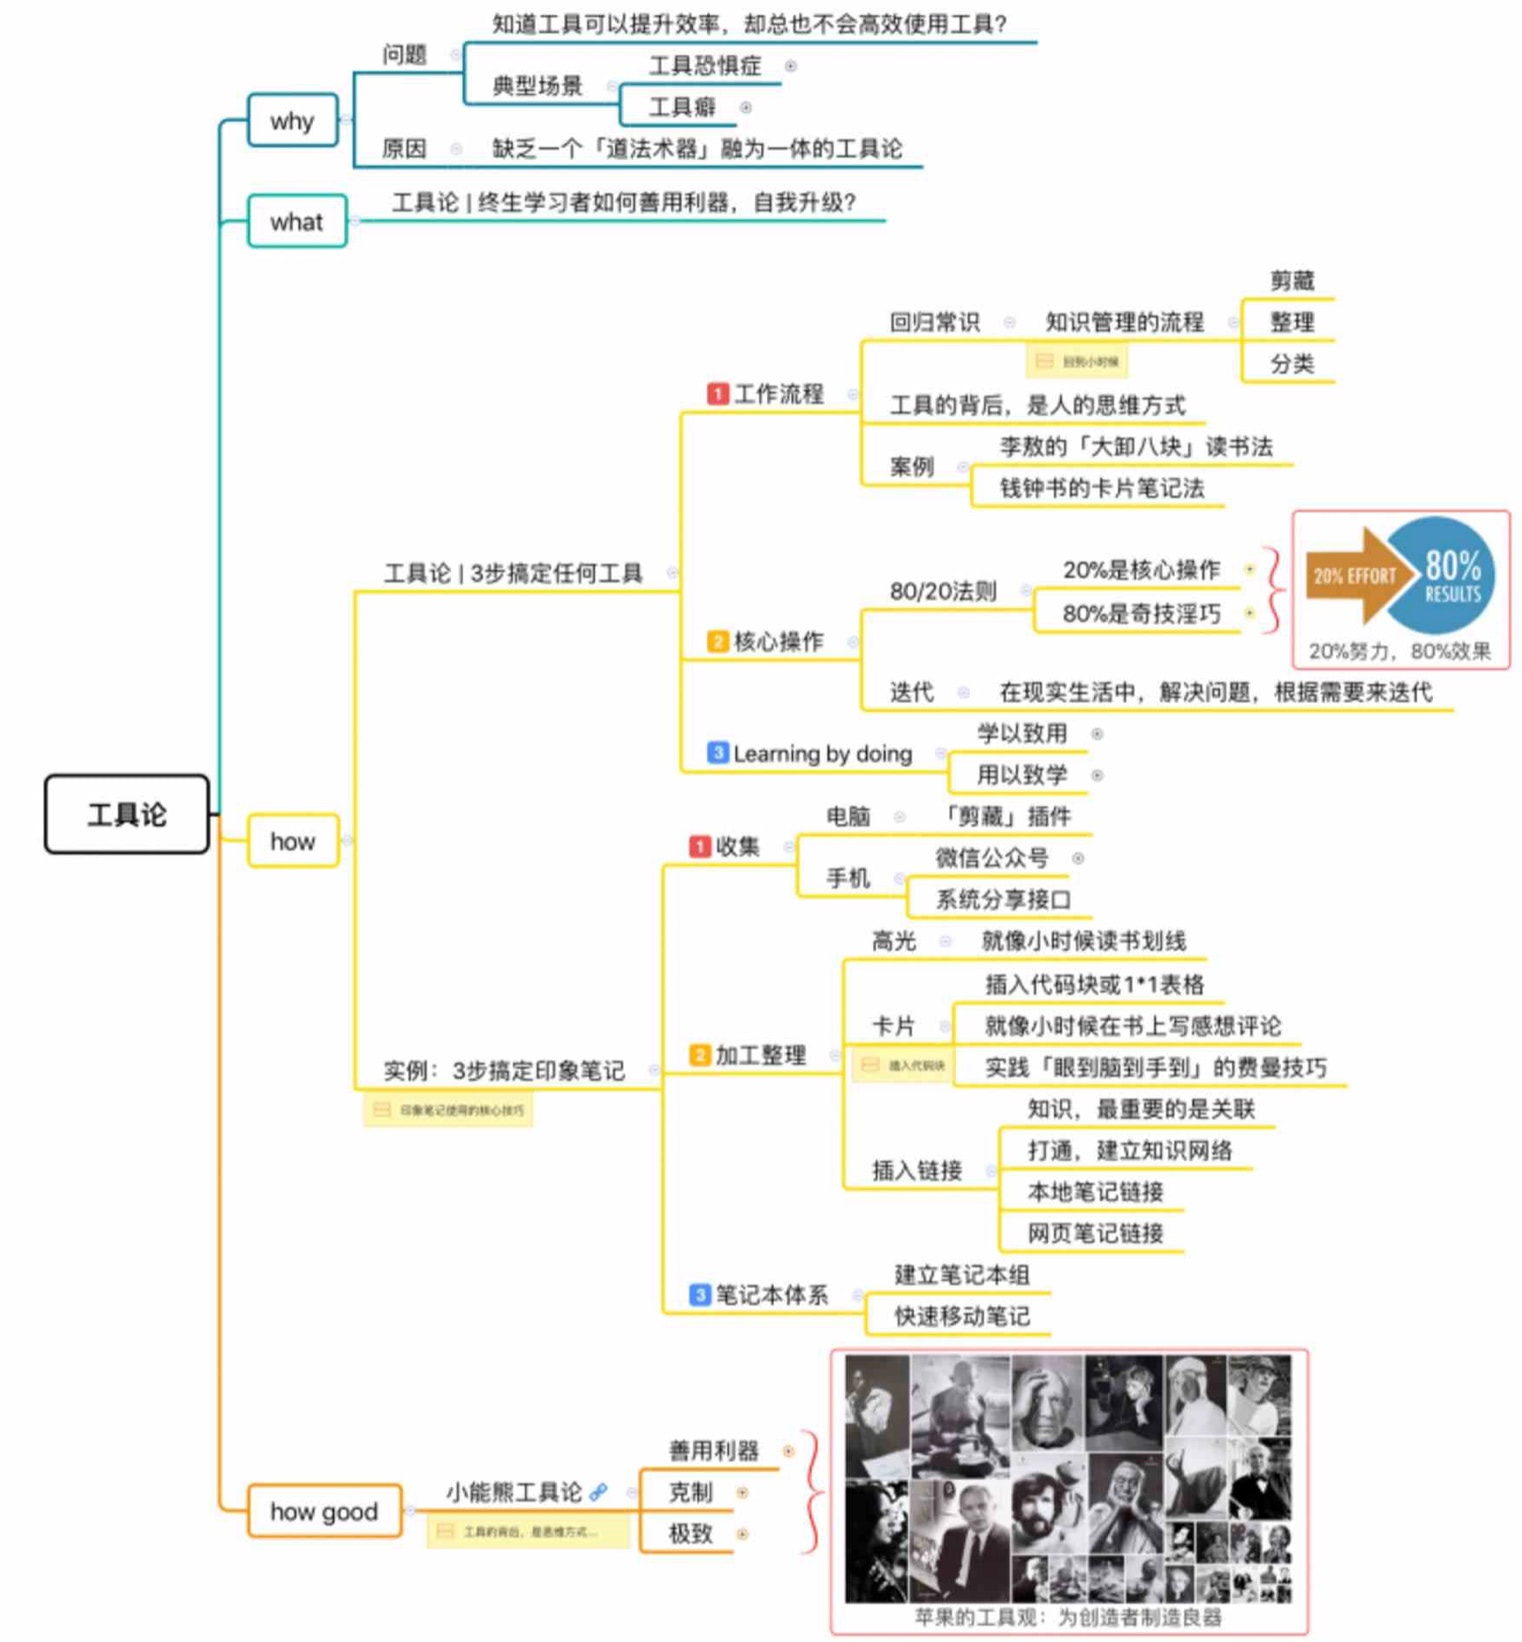 工具论
why
问题
知道工具可以提升效率，却总也不会高效使用工具？
典型场景
工具恐惧症
工具癖
原因
缺乏一个「道法术器」融为一体的工具论
what
工具论 | 终生学习者如何善用利器，自我升级？
how
工具论 | 3步搞定任何工具
1 工作流程
回归常识
知识管理的流程
回到小时候
剪藏
整理
分类
工具的背后，是人的思维方式
案例
李敖的「大卸八块」读书法
钱钟书的卡片笔记法
2 核心操作
80/20法则
20%是核心操作
80%是奇技淫巧
20% EFFORT
80%
RESULTS
20%努力，80%效果
迭代
在现实生活中，解决问题，根据需要来迭代
3 Learning by doing
学以致用
用以致学
实例：3步搞定印象笔记
印象笔记使用的核心技巧
1 收集
电脑
「剪藏」插件
手机
微信公众号
系统分享接口
2 加工整理
高光
就像小时候读书划线
卡片
插入代码块
插入代码块或1*1表格
就像小时候在书上写感想评论
实践「眼到脑到手到」的费曼技巧
插入链接
知识，最重要的是关联
打通，建立知识网络
本地笔记链接
网页笔记链接
3 笔记本体系
建立笔记本组
快速移动笔记
how good
小能熊工具论
工具的背后，是思维方式...
善用利器
克制
极致
苹果的工具观：为创造者制造良器